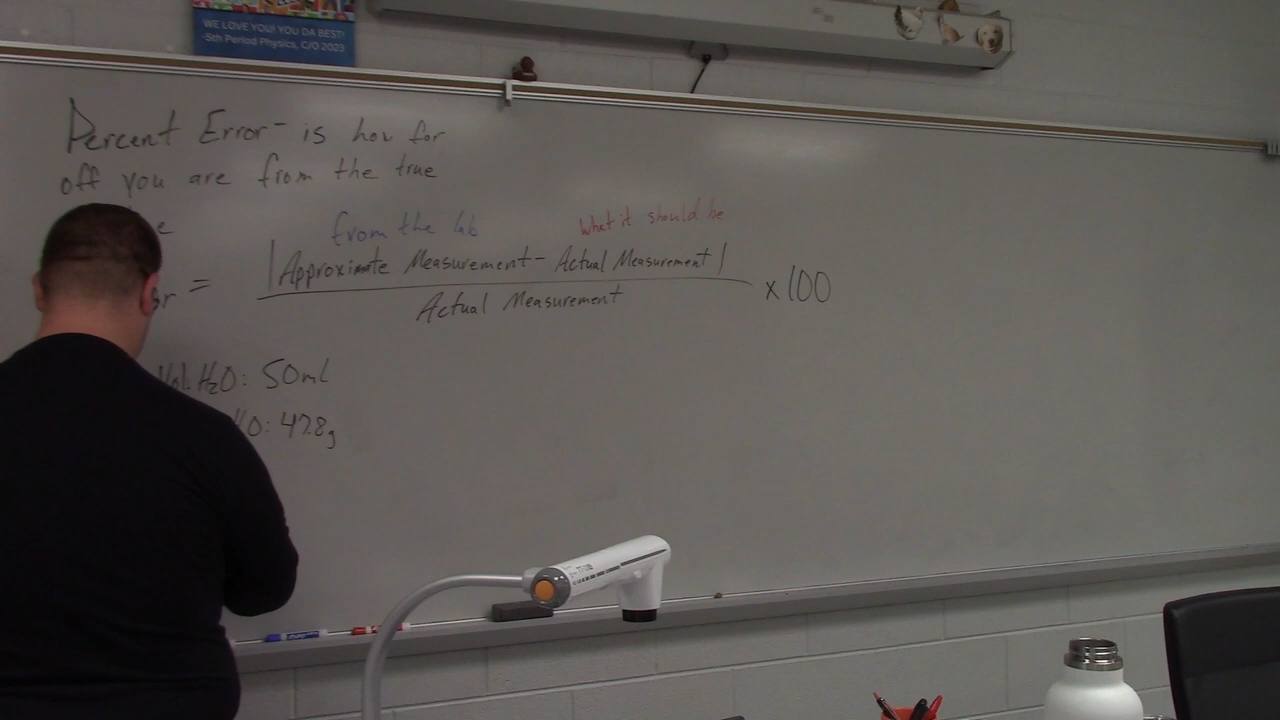 WE LOVE YOU! YOU DA BEST!
-5th Period Physics, C/O 2023
Percent Error - is how far
off you are from the true
from the lab What it should be
= |Approximate Measurement - Actual Measurement| x 100
Actual Measurement
Vol. H2O: 50ml
47.8g